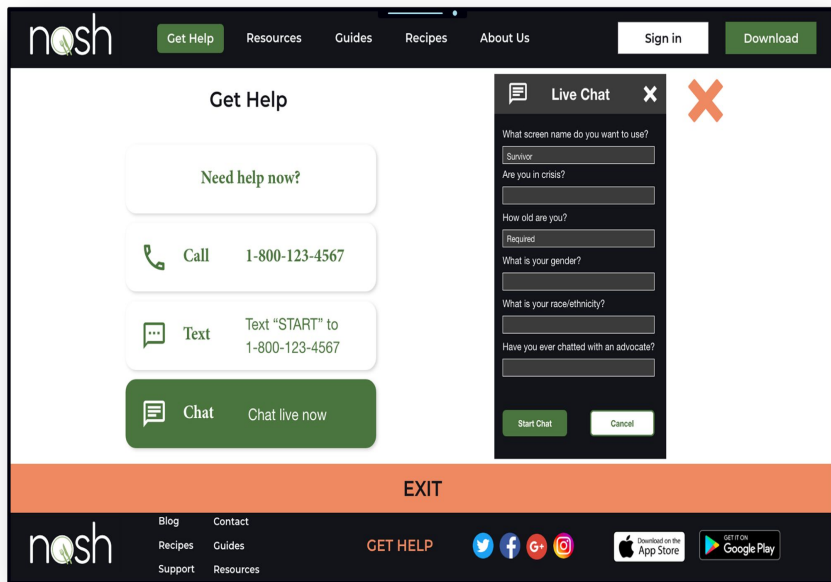 nosh
Get Help Resources Guides Recipes About Us Sign in Download
Get Help
Need help now?
Call 1-800-123-4567
Text Text “START” to
1-800-123-4567
Chat Chat live now
Live Chat
What screen name do you want to use?
Survivor
Are you in crisis?
How old are you?
Required
What is your gender?
What is your race/ethnicity?
Have you ever chatted with an advocate?
Start Chat Cancel
EXIT
nosh
Blog Contact
Recipes Guides
Support Resources
GET HELP
G+
Download on the
App Store
GET IT ON
Google Play